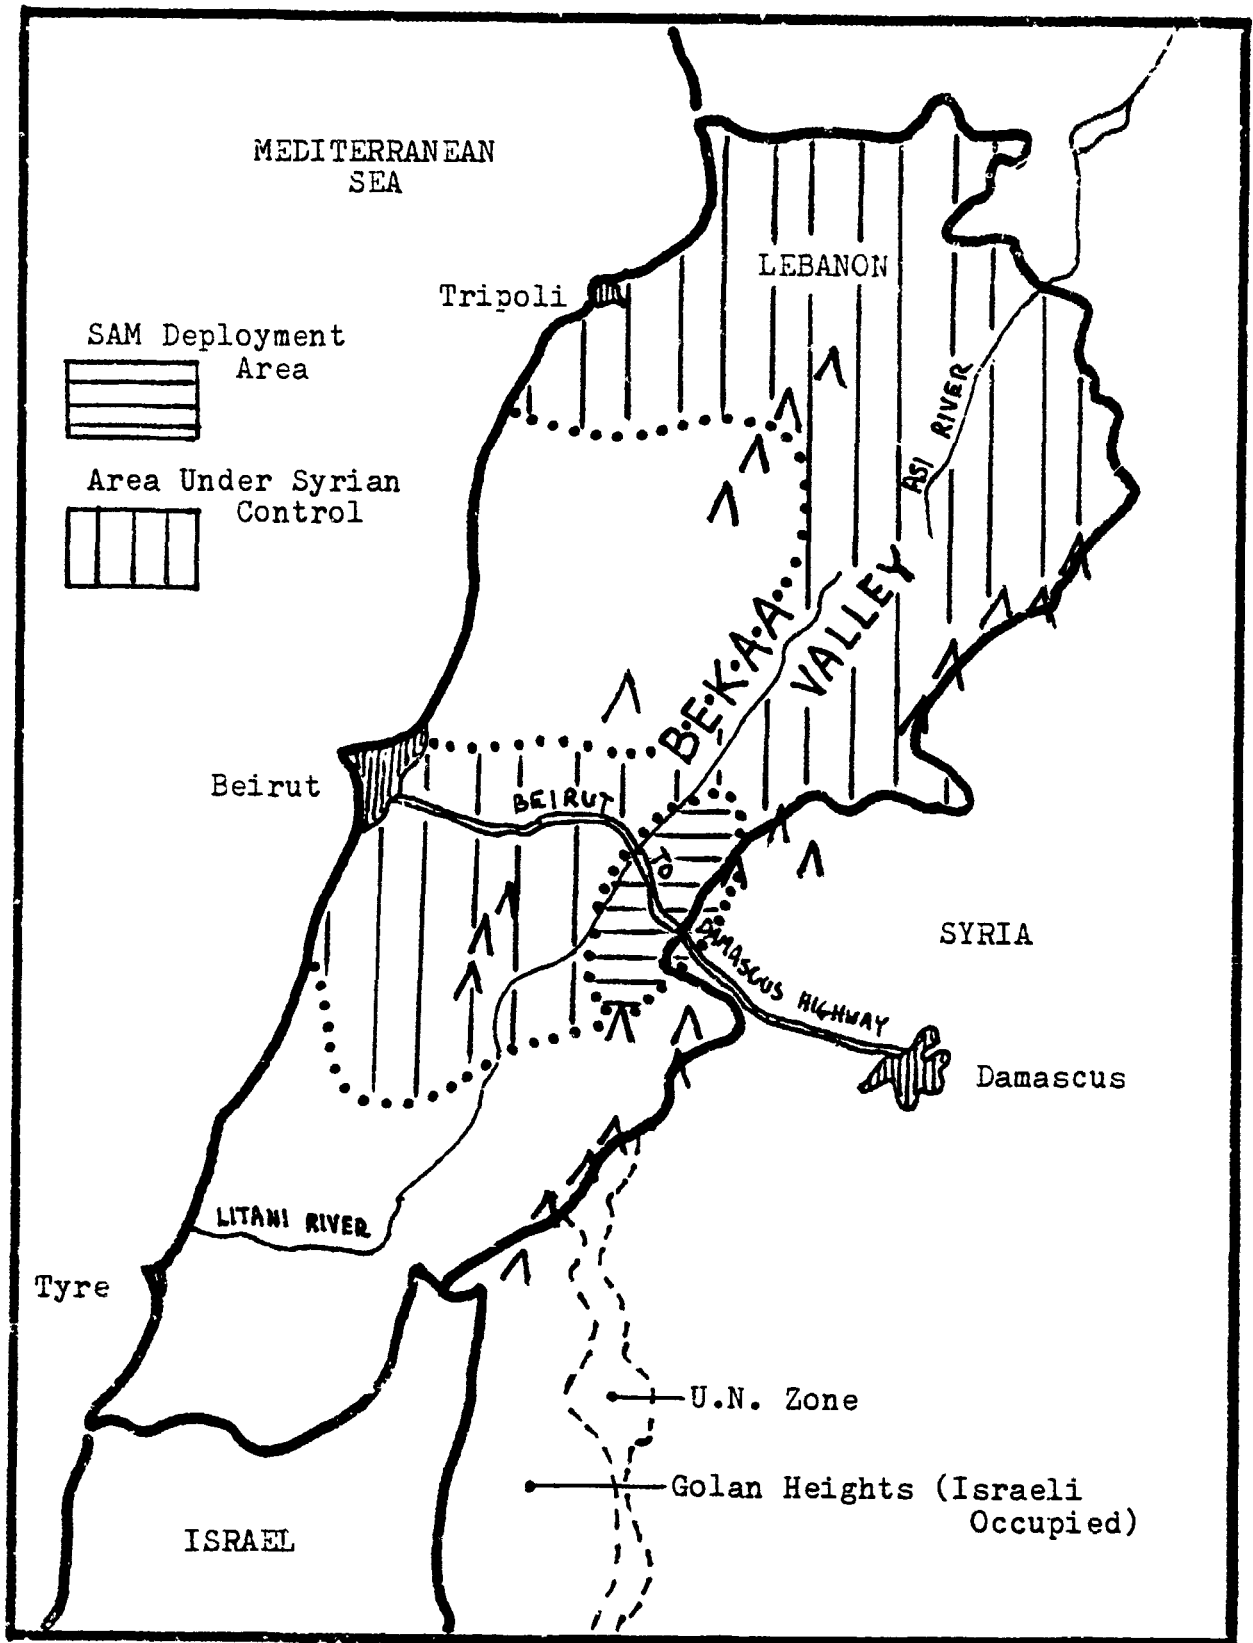 MEDITERRANEAN
SEA
LEBANON
Tripoli
SAM Deployment
Area
ASI RIVER
Area Under Syrian
Control
BEKAA
VALLEY
Beirut
BEIRUT
TO
DAMASCUS HIGHWAY
SYRIA
Damascus
LITANI RIVER
Tyre
U.N. Zone
Golan Heights (Israeli
Occupied)
ISRAEL